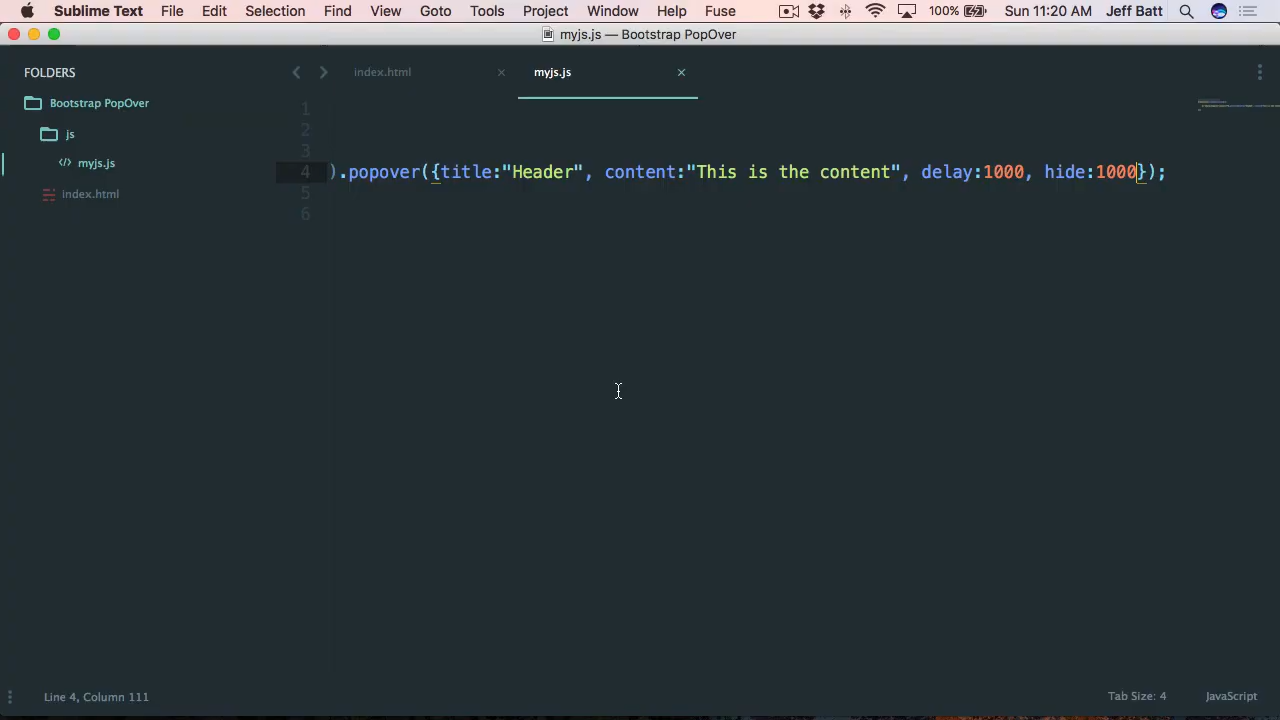 Sublime Text File Edit Selection Find View Goto Tools Project Window Help Fuse 100% Sun 11:20 AM Jeff Batt
myjs.js — Bootstrap PopOver
FOLDERS
Bootstrap PopOver
js
myjs.js
index.html
index.html
myjs.js
1
2
3
4 ).popover({title:"Header", content:"This is the content", delay:1000, hide:1000});
5
6
Line 4, Column 111
Tab Size: 4
JavaScript